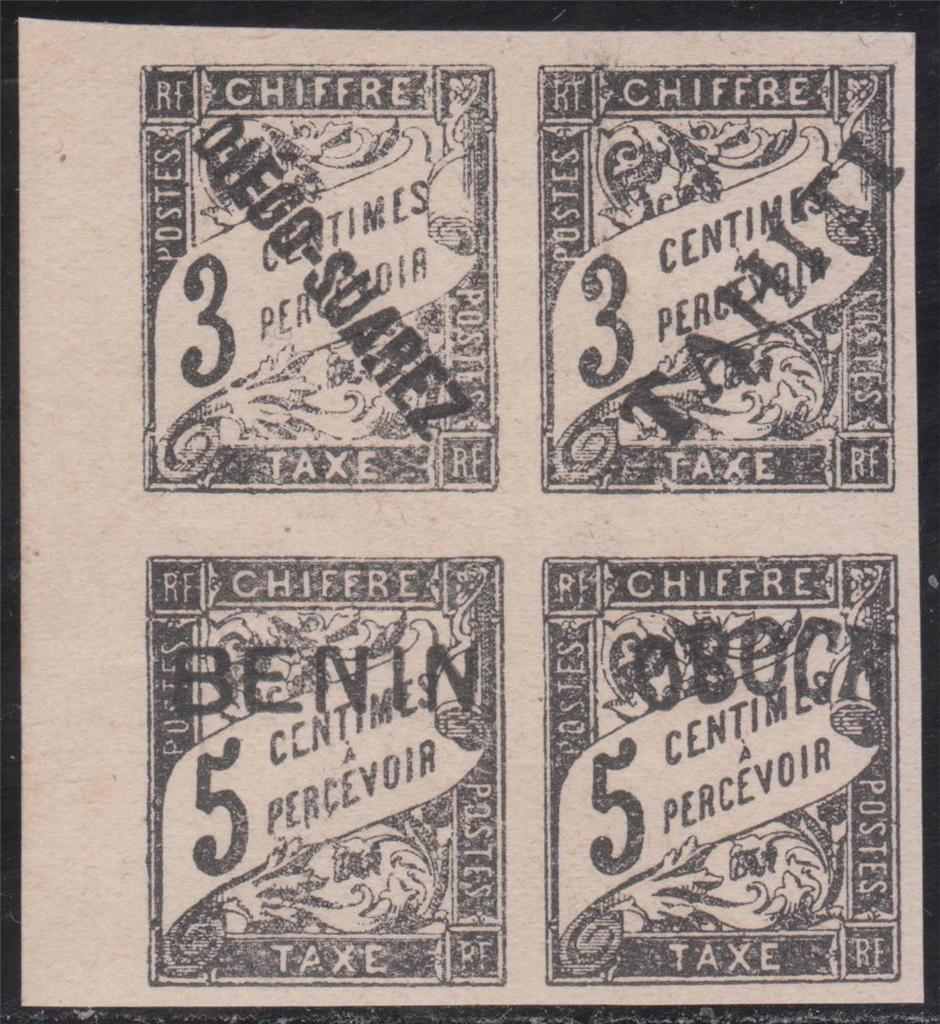 RF CHIFFRE
POSTES
DIÉGO-SUAREZ
3 CENTIMES
PERCEVOIR
POSTES
TAXE RF
RF CHIFFRE
POSTES
TAHITI
3 CENTIMES
PERCEVOIR
POSTES
TAXE RF
RF CHIFFRE
POSTES
BENIN
5 CENTIMES
À
PERCEVOIR
POSTES
TAXE RF
RF CHIFFRE
POSTES
OBOCK
5 CENTIMES
À
PERCEVOIR
POSTES
TAXE RF